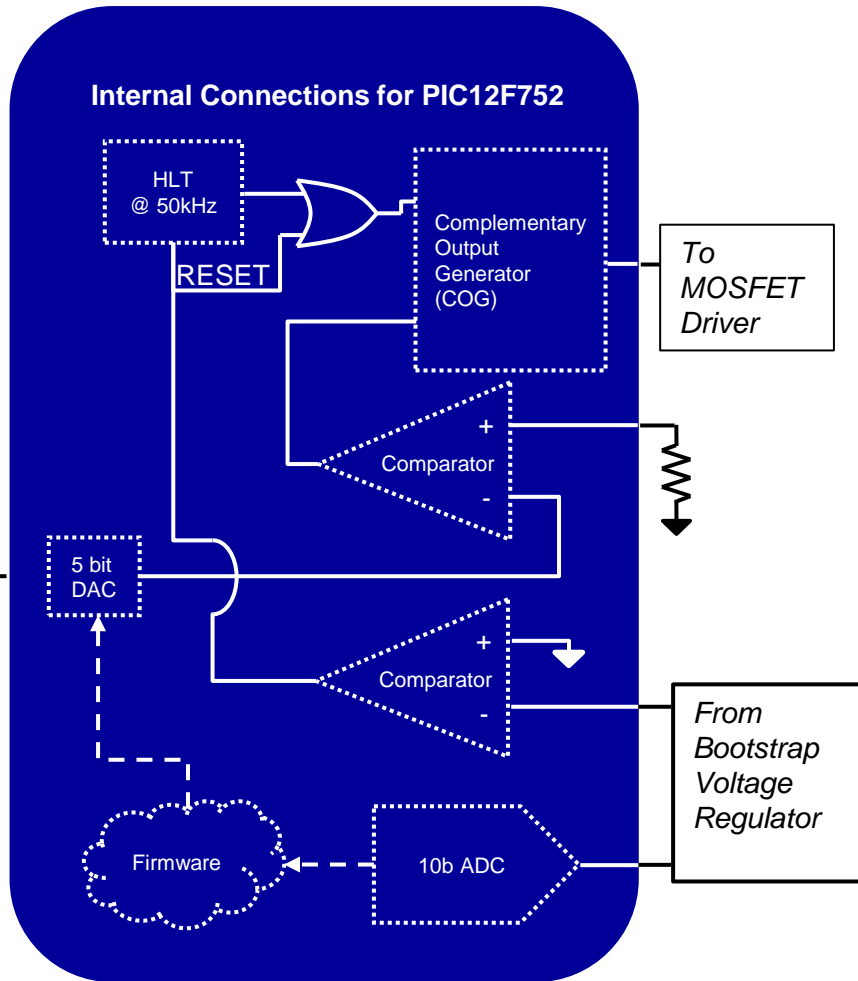 Internal Connections for PIC12F752
HLT
@ 50kHz
RESET
Complementary
Output
Generator
(COG)
To
MOSFET
Driver
+
Comparator
-
5 bit
DAC
+
Comparator
-
From
Bootstrap
Voltage
Regulator
Firmware
10b ADC